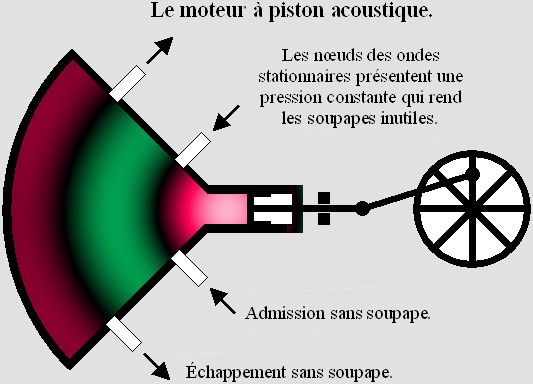 Le moteur à piston acoustique.
Les nœuds des ondes
stationnaires présentent une
pression constante qui rend
les soupapes inutiles.
Admission sans soupape.
Échappement sans soupape.